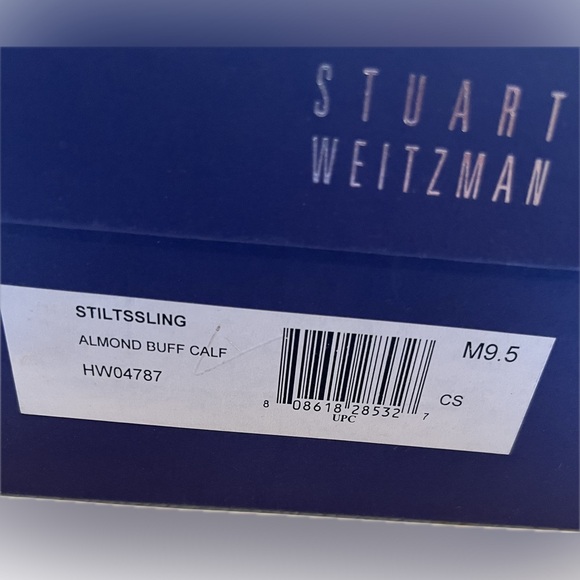 STUART
WEITZMAN
STILTSSLING
ALMOND BUFF CALF
HW04787
M9.5
CS
8 08618 28532 7
UPC